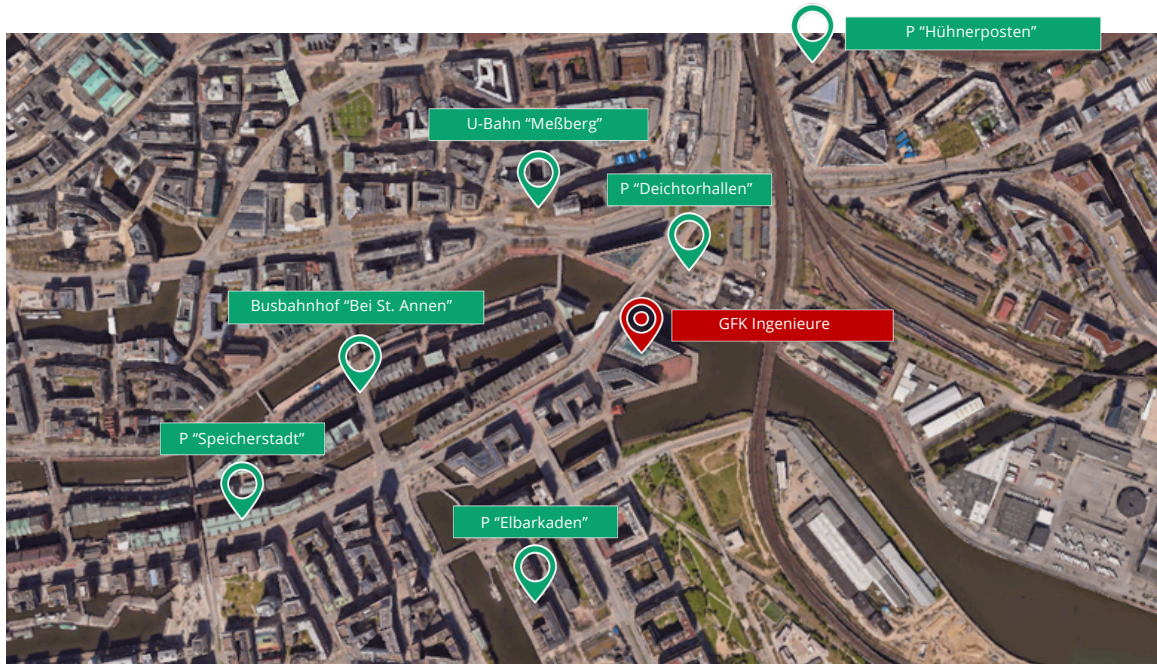 P “Hühnerposten”
U-Bahn “Meßberg”
P “Deichtorhallen”
Busbahnhof “Bei St. Annen”
GFK Ingenieure
P “Speicherstadt”
P “Elbarkaden”